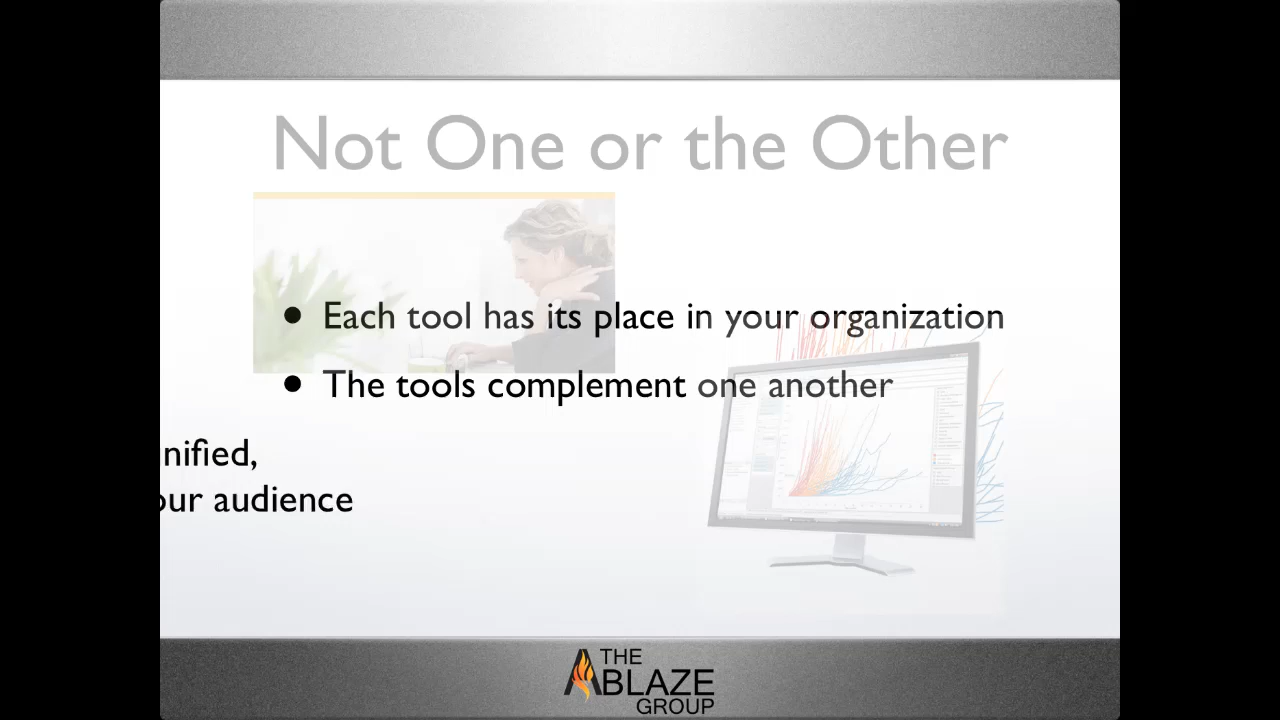 Not One or the Other
• Each tool has its place in your organization
• The tools complement one another
nified,
our audience
THE
ABLAZE
GROUP